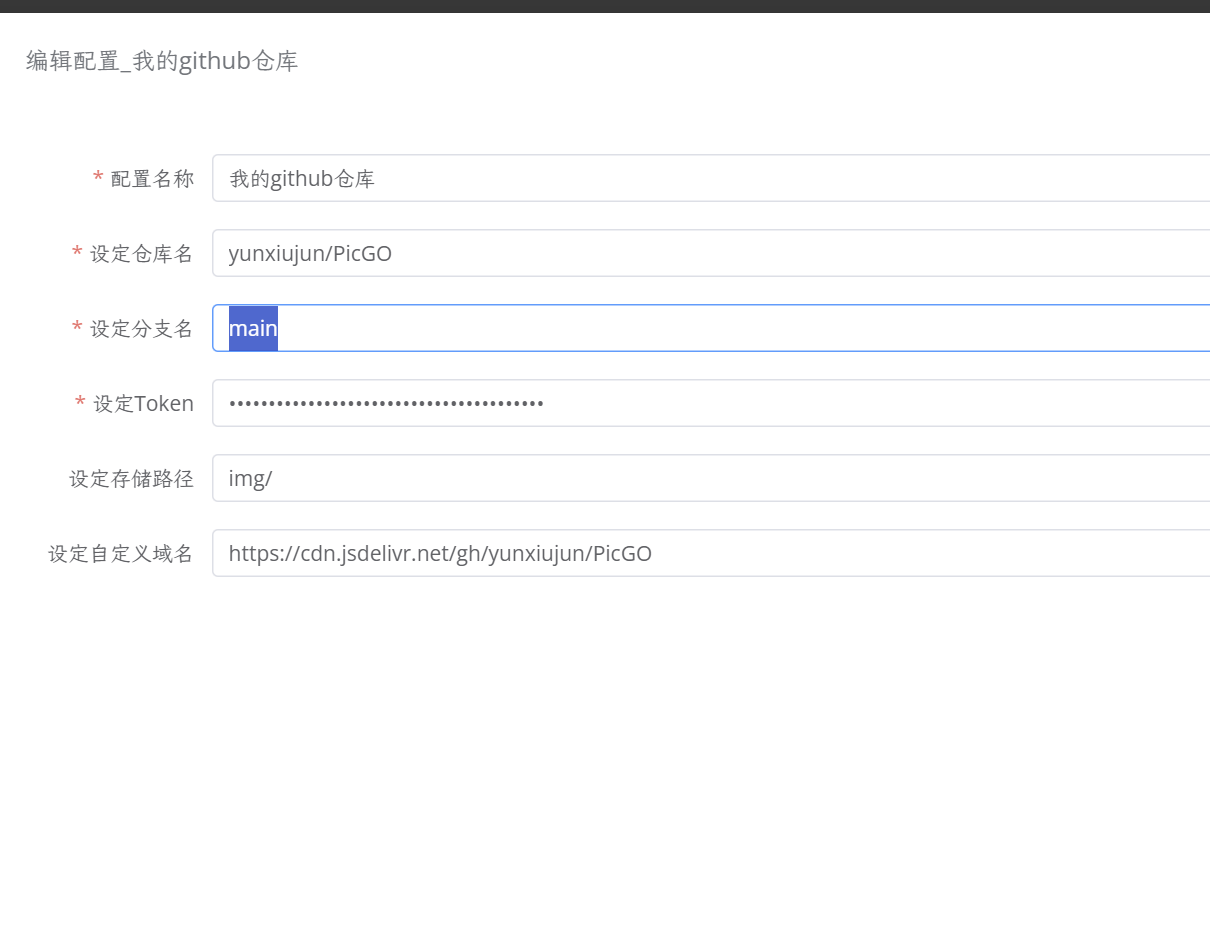 编辑配置_我的github仓库
* 配置名称 我的github仓库
* 设定仓库名 yunxiujun/PicGO
* 设定分支名 main
* 设定Token ••••••••••••••••••••••••••••••••••••••••
设定存储路径 img/
设定自定义域名 https://cdn.jsdelivr.net/gh/yunxiujun/PicGO